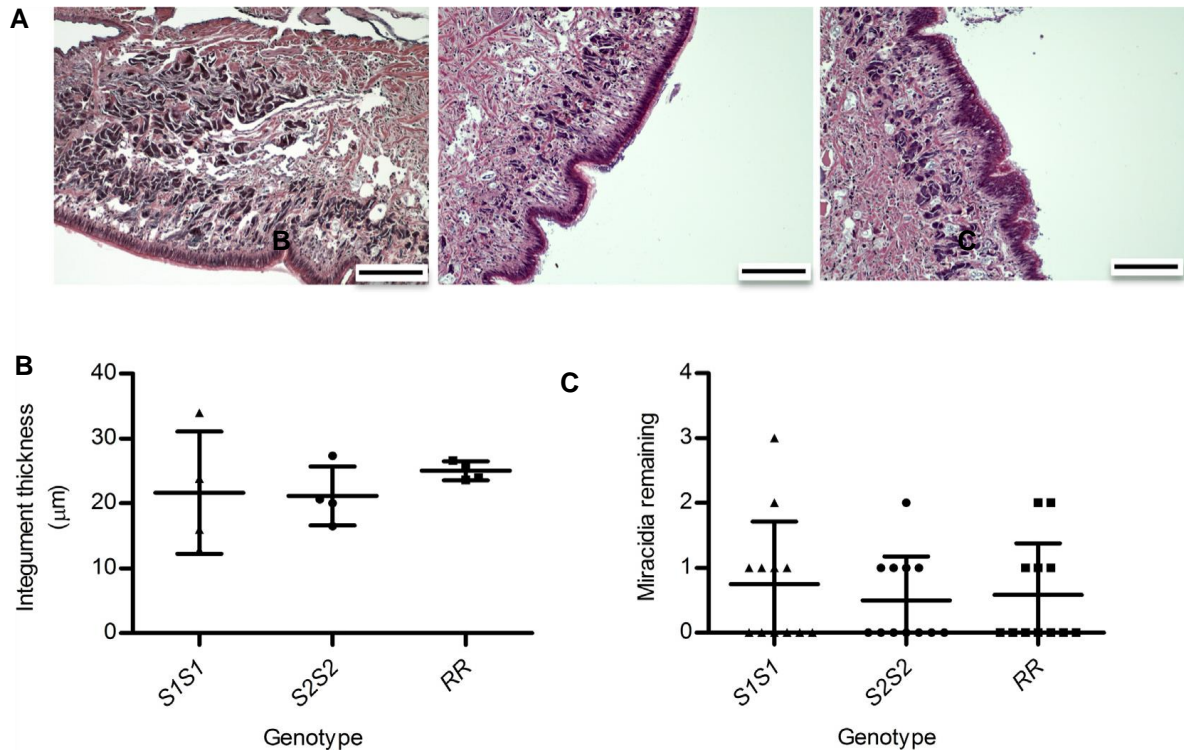 A
B
C
B
40
30
20
10
0
Integument thickness
(μm)
S1S1
S2S2
RR
Genotype
C
4
3
2
1
0
Miracidia remaining
S1S1
S2S2
RR
Genotype